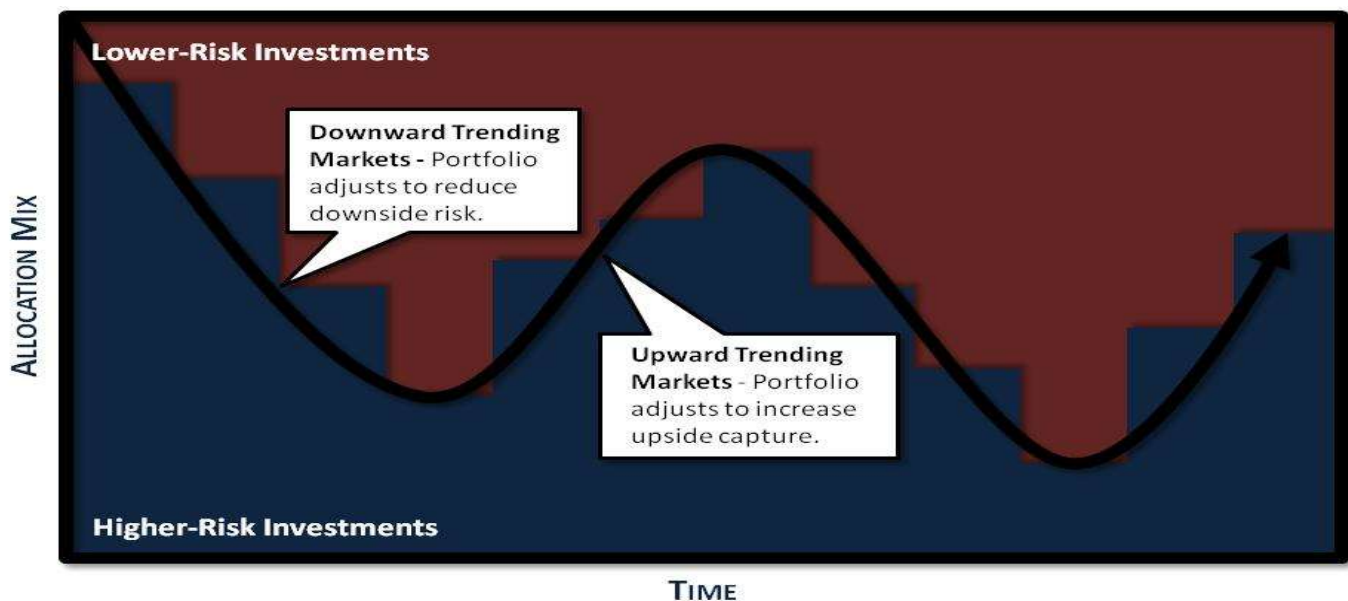 Lower-Risk Investments
Downward Trending
Markets - Portfolio
adjusts to reduce
downside risk.
ALLOCATION MIX
Upward Trending
Markets - Portfolio
adjusts to increase
upside capture.
Higher-Risk Investments
TIME